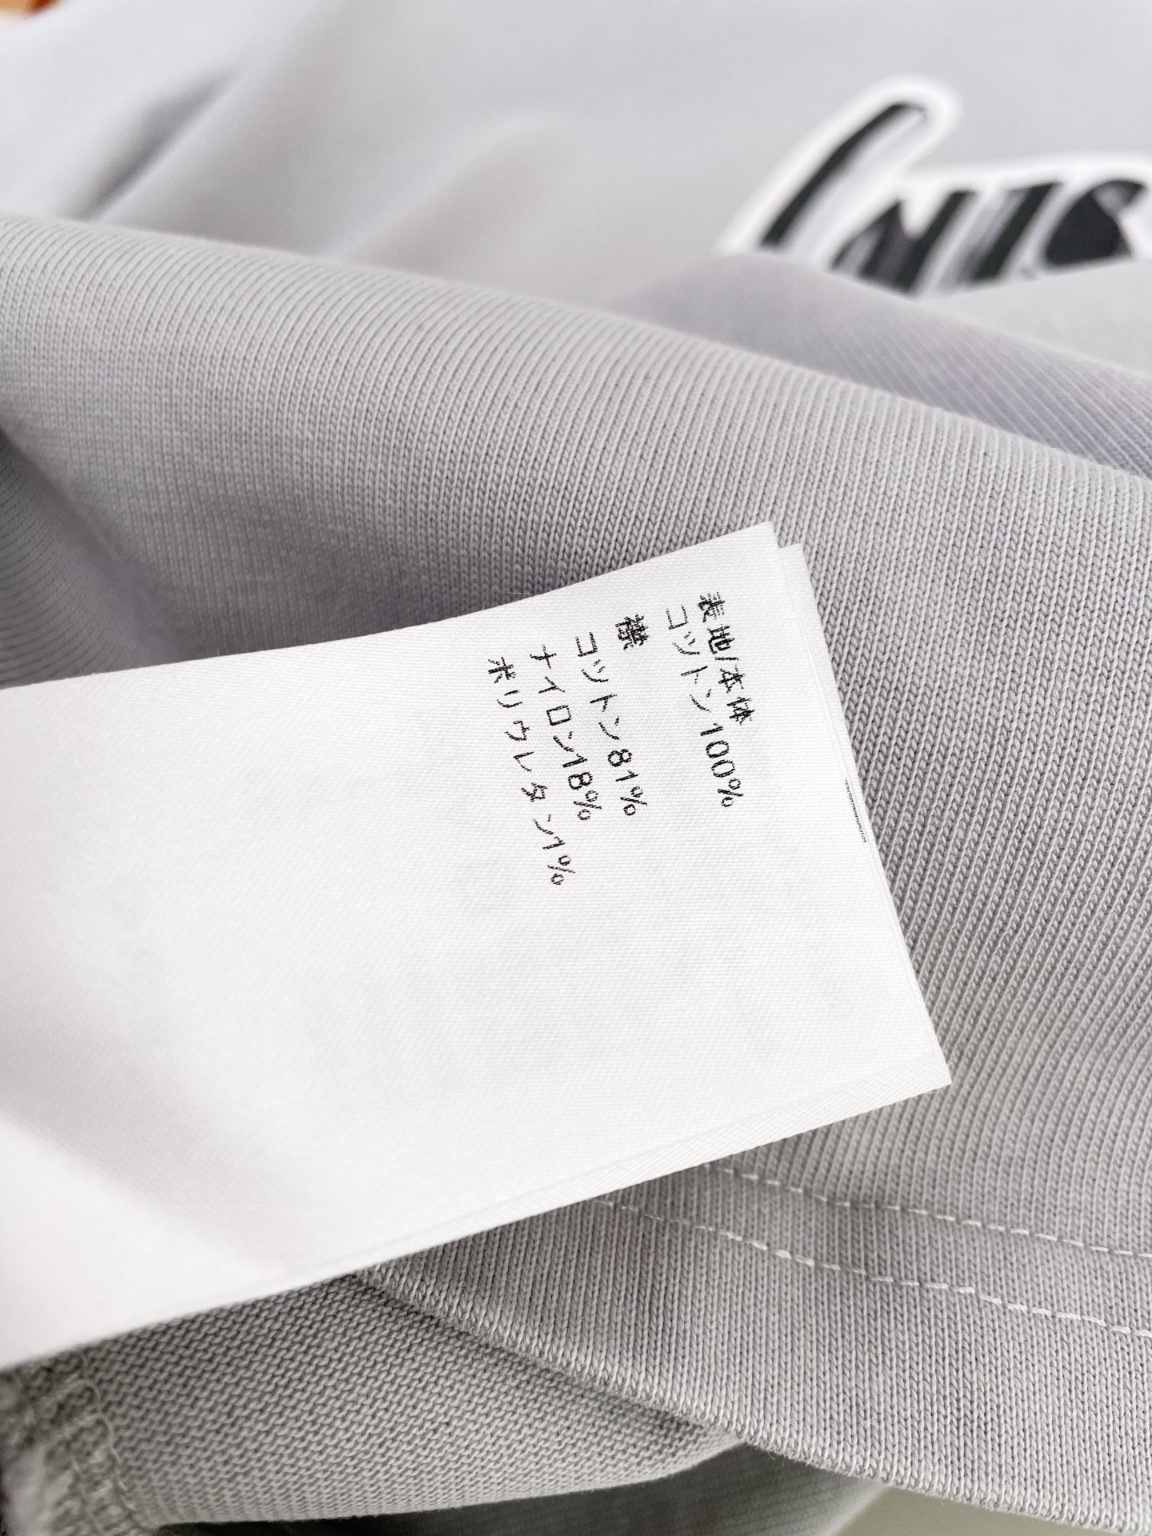 表地/本体
コットン100%
襟
コットン81%
ナイロン18%
ポリウレタン1%